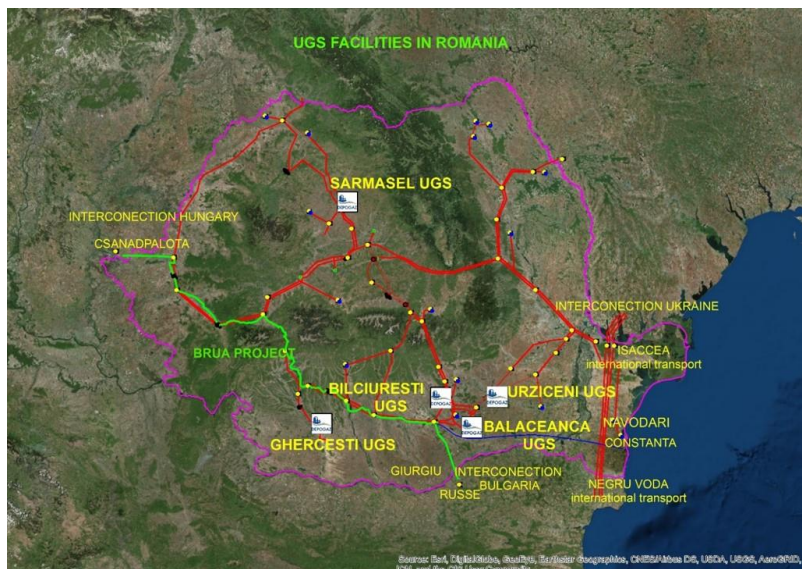 UGS FACILITIES IN ROMANIA
SARMASEL UGS
DEPOGAZ
INTERCONECTION HUNGARY
CSANADPALOTA
INTERCONECTION UKRAINE
ISACCEA
international transport
BRUA PROJECT
BILCIURESTI
UGS
DEPOGAZ
URZICENI UGS
DEPOGAZ
DEPOGAZ
BALACEANCA
UGS
DEPOGAZ
GHERCESTI UGS
NAVODARI
CONSTANTA
GIURGIU
INTERCONECTION
BULGARIA
RUSSE
NEGRU VODA
international transport
Source: Esri, DigitalGlobe, GeoEye, Earthstar Geographics, CNES/Airbus DS, USDA, USGS, AeroGRID,